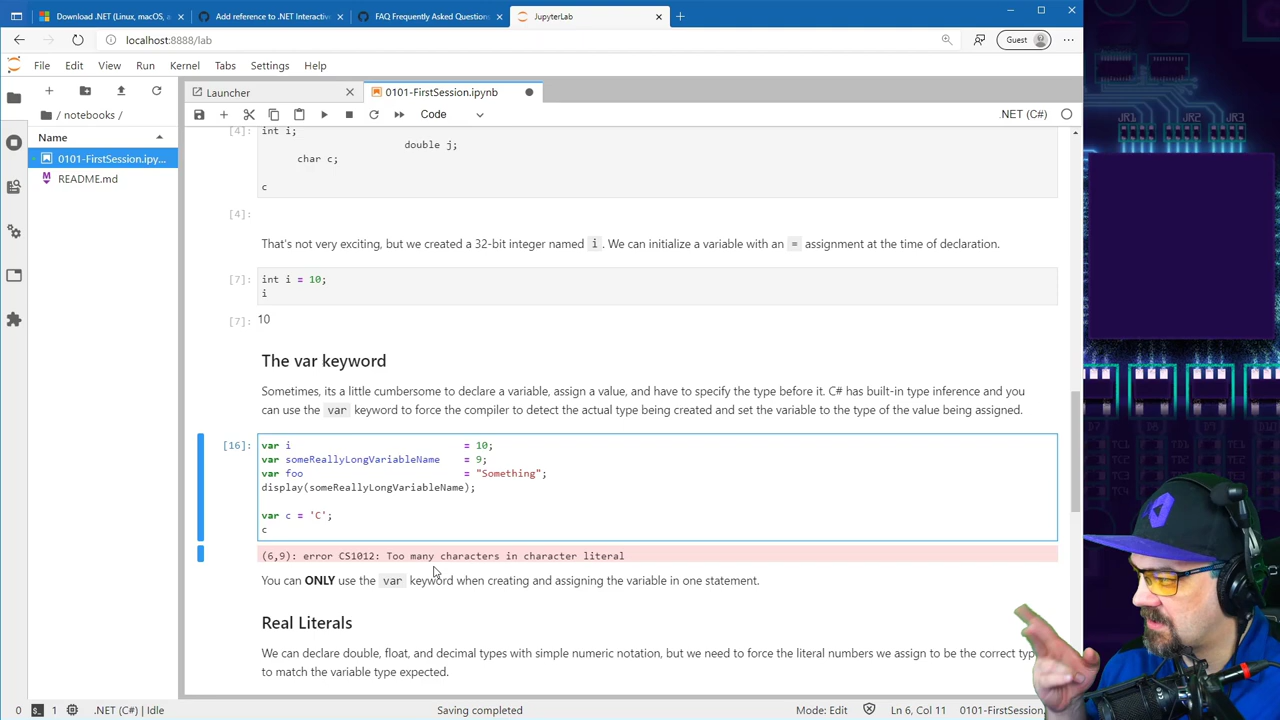 Download .NET (Linux, macOS, a
Add reference to .NET Interactiv
FAQ Frequently Asked Question
JupyterLab
localhost:8888/lab
Guest
File Edit View Run Kernel Tabs Settings Help
Launcher
0101-FirstSession.ipynb
/ notebooks /
Code
.NET (C#)
Name
0101-FirstSession.ipy...
README.md
[4]:
int i;
double j;
char c;
c
[4]:
That's not very exciting, but we created a 32-bit integer named i. We can initialize a variable with an = assignment at the time of declaration.
[7]:
int i = 10;
i
[7]:
10
The var keyword
Sometimes, its a little cumbersome to declare a variable, assign a value, and have to specify the type before it. C# has built-in type inference and you
can use the var keyword to force the compiler to detect the actual type being created and set the variable to the type of the value being assigned.
[16]:
var i = 10;
var someReallyLongVariableName = 9;
var foo = "Something";
display(someReallyLongVariableName);
var c = 'C';
c
(6,9): error CS1012: Too many characters in character literal
You can ONLY use the var keyword when creating and assigning the variable in one statement.
Real Literals
We can declare double, float, and decimal types with simple numeric notation, but we need to force the literal numbers we assign to be the correct typ
to match the variable type expected.
0 1 .NET (C#) | Idle
Saving completed
Mode: Edit
Ln 6, Col 11
0101-FirstSession.
JR1 JR2 JR3